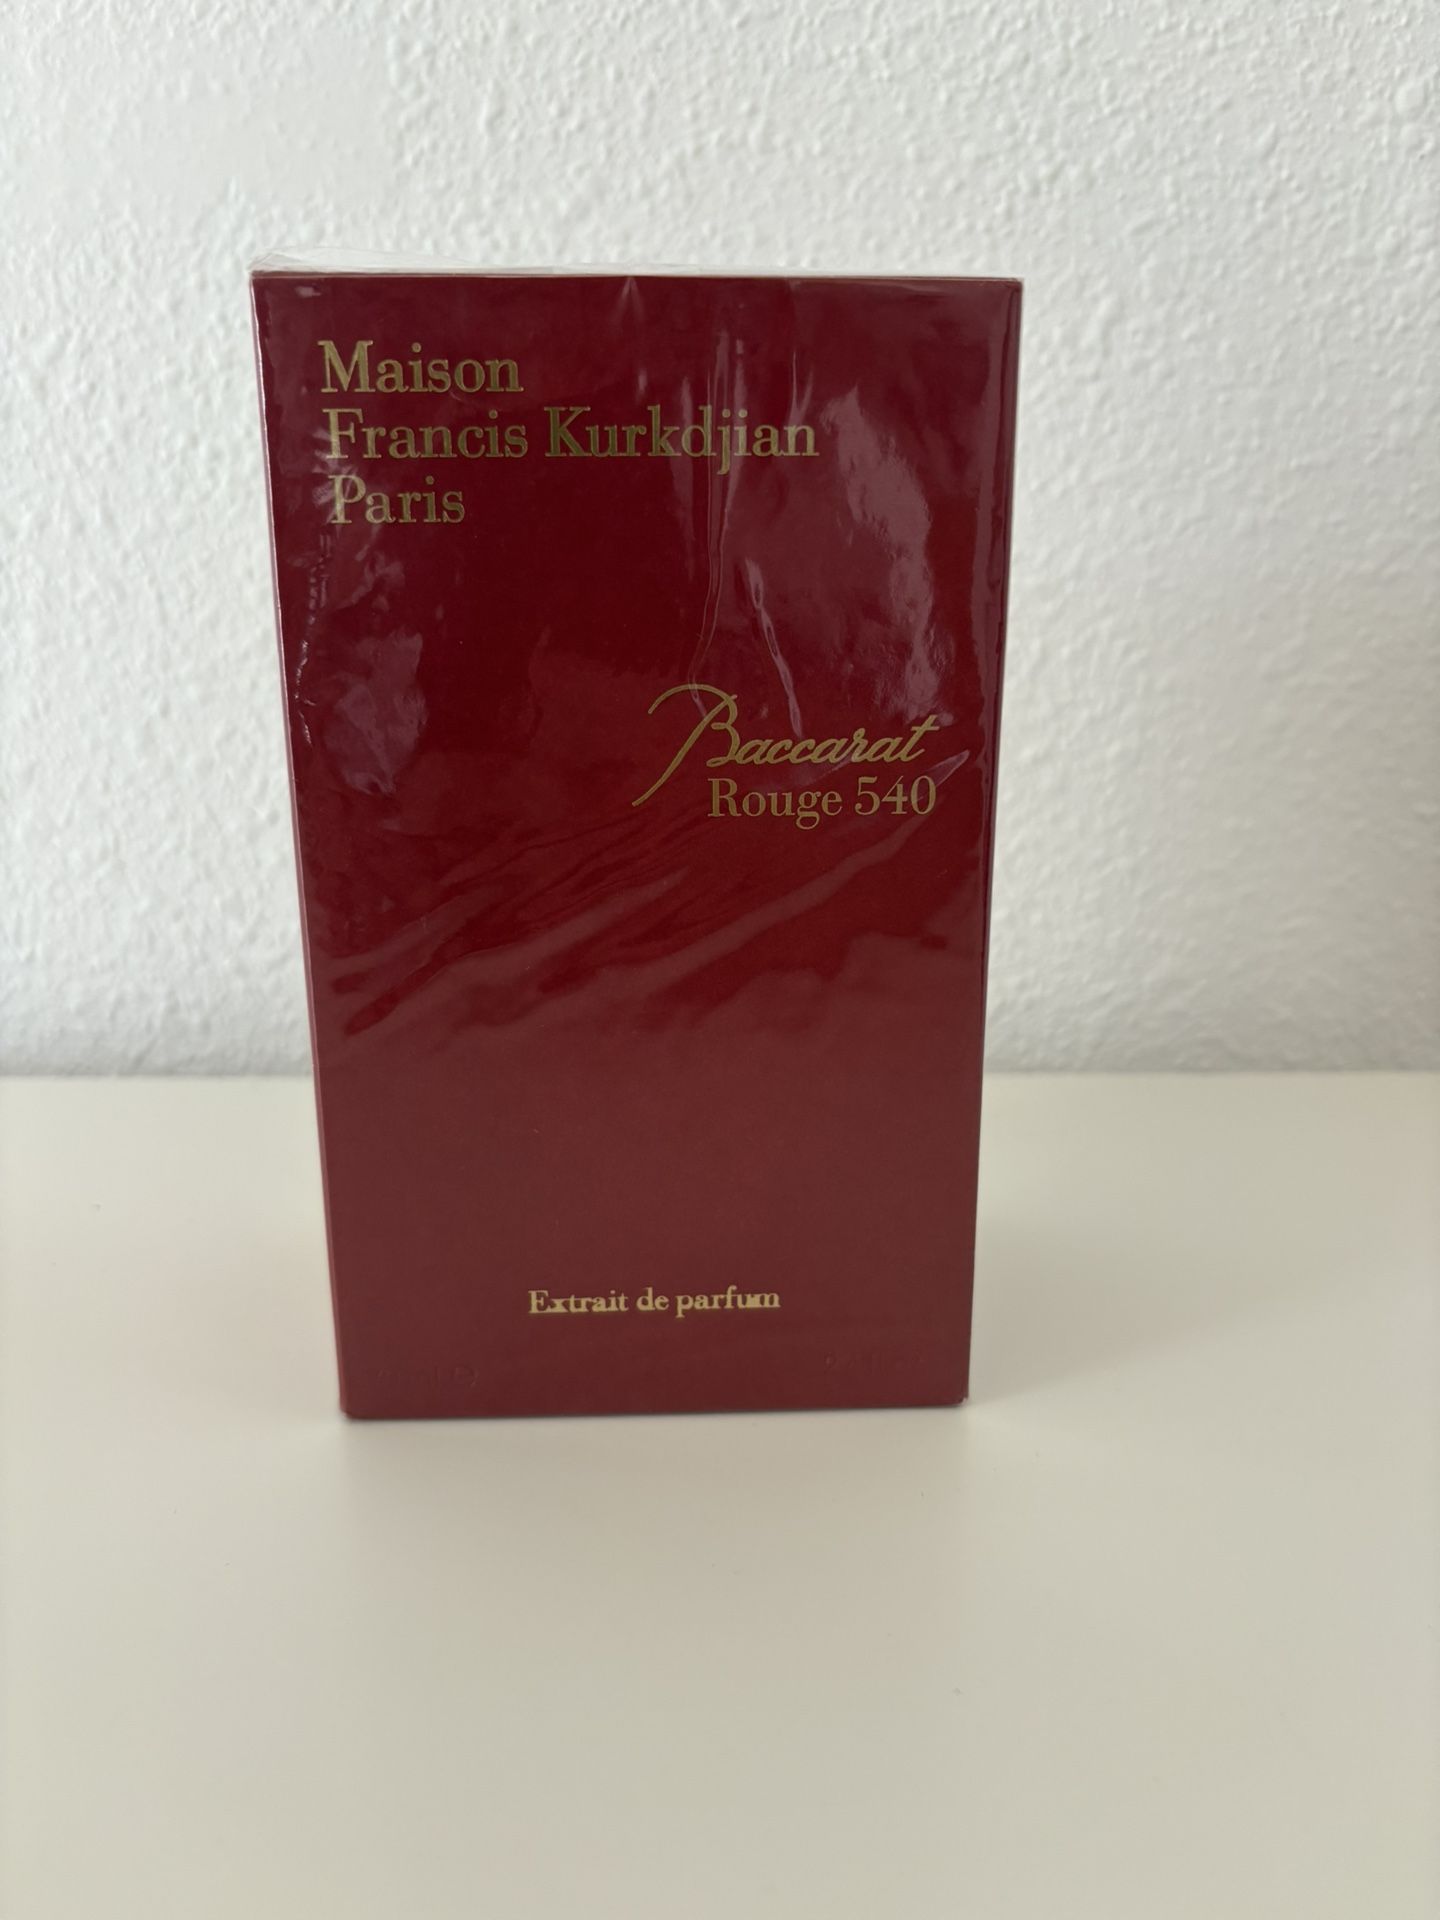 Maison
Francis Kurkdjian
Paris
Baccarat
Rouge 540
Extrait de parfum